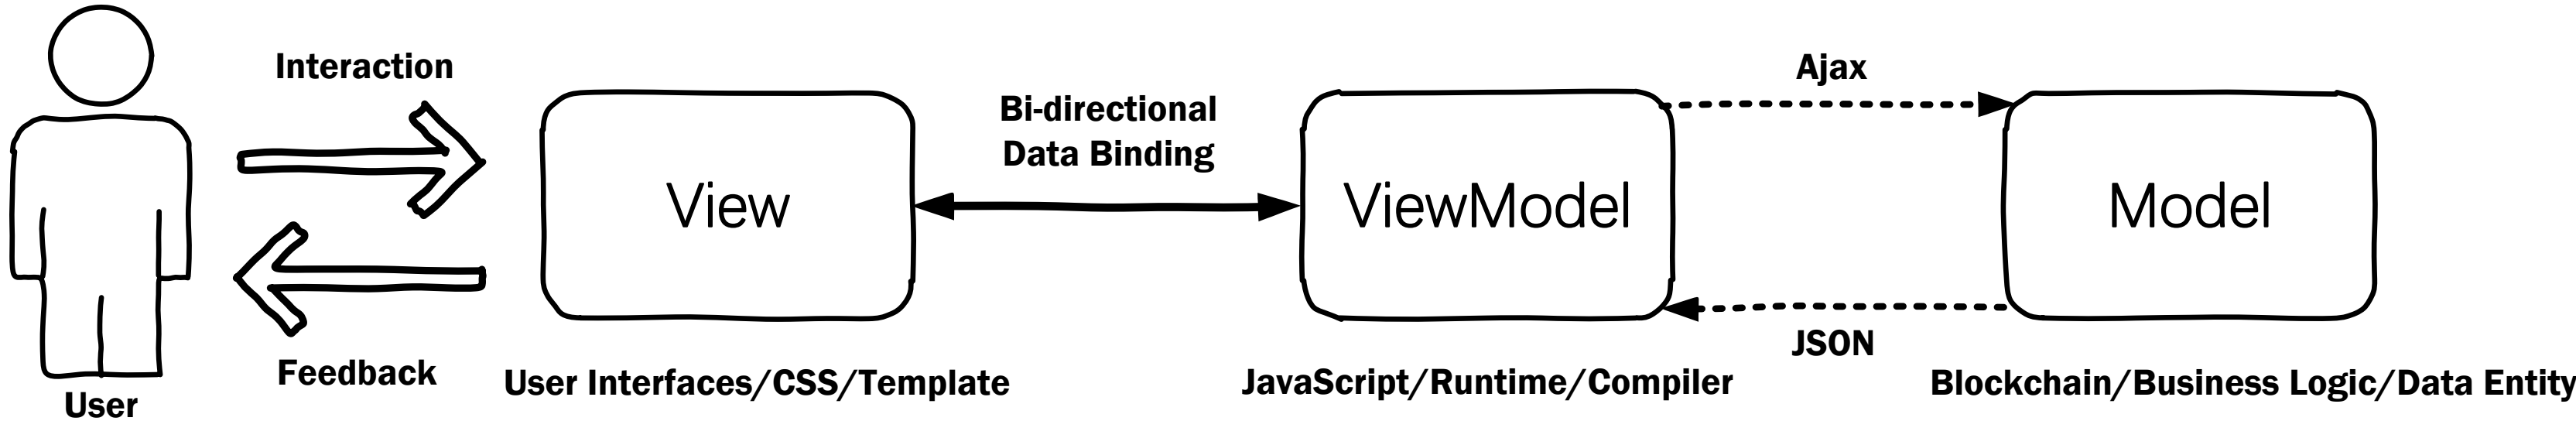 Interaction
Feedback
User
View
User Interfaces/CSS/Template
Bi-directional
Data Binding
ViewModel
JavaScript/Runtime/Compiler
Ajax
JSON
Model
Blockchain/Business Logic/Data Entity